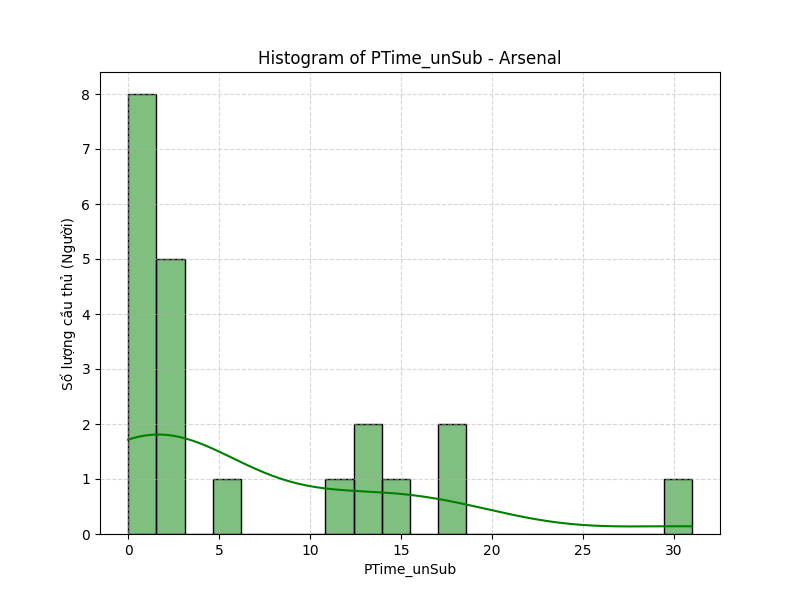 Histogram of PTime_unSub - Arsenal
Số lượng cầu thủ (Người)
8
7
6
5
4
3
2
1
0
0 5 10 15 20 25 30
PTime_unSub